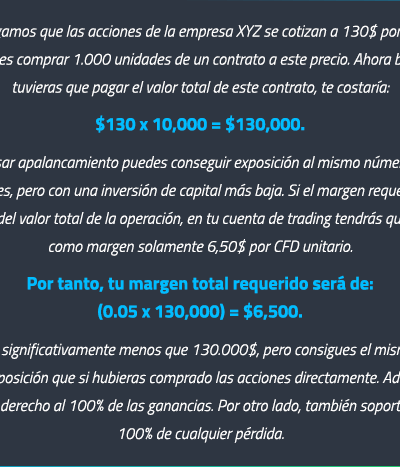 gamos que las acciones de la empresa XYZ se cotizan a 130$ por
es comprar 1.000 unidades de un contrato a este precio. Ahora b
tuvieras que pagar el valor total de este contrato, te costaría:
$130 x 10,000 = $130,000.
sar apalancamiento puedes conseguir exposición al mismo núme
es, pero con una inversión de capital más baja. Si el margen reque
del valor total de la operación, en tu cuenta de trading tendrás qu
como margen solamente 6,50$ por CFD unitario.
Por tanto, tu margen total requerido será de:
(0.05 x 130,000) = $6,500.
significativamente menos que 130.000$, pero consigues el mism
posición que si hubieras comprado las acciones directamente. Ad
derecho al 100% de las ganancias. Por otro lado, también soport
100% de cualquier pérdida.